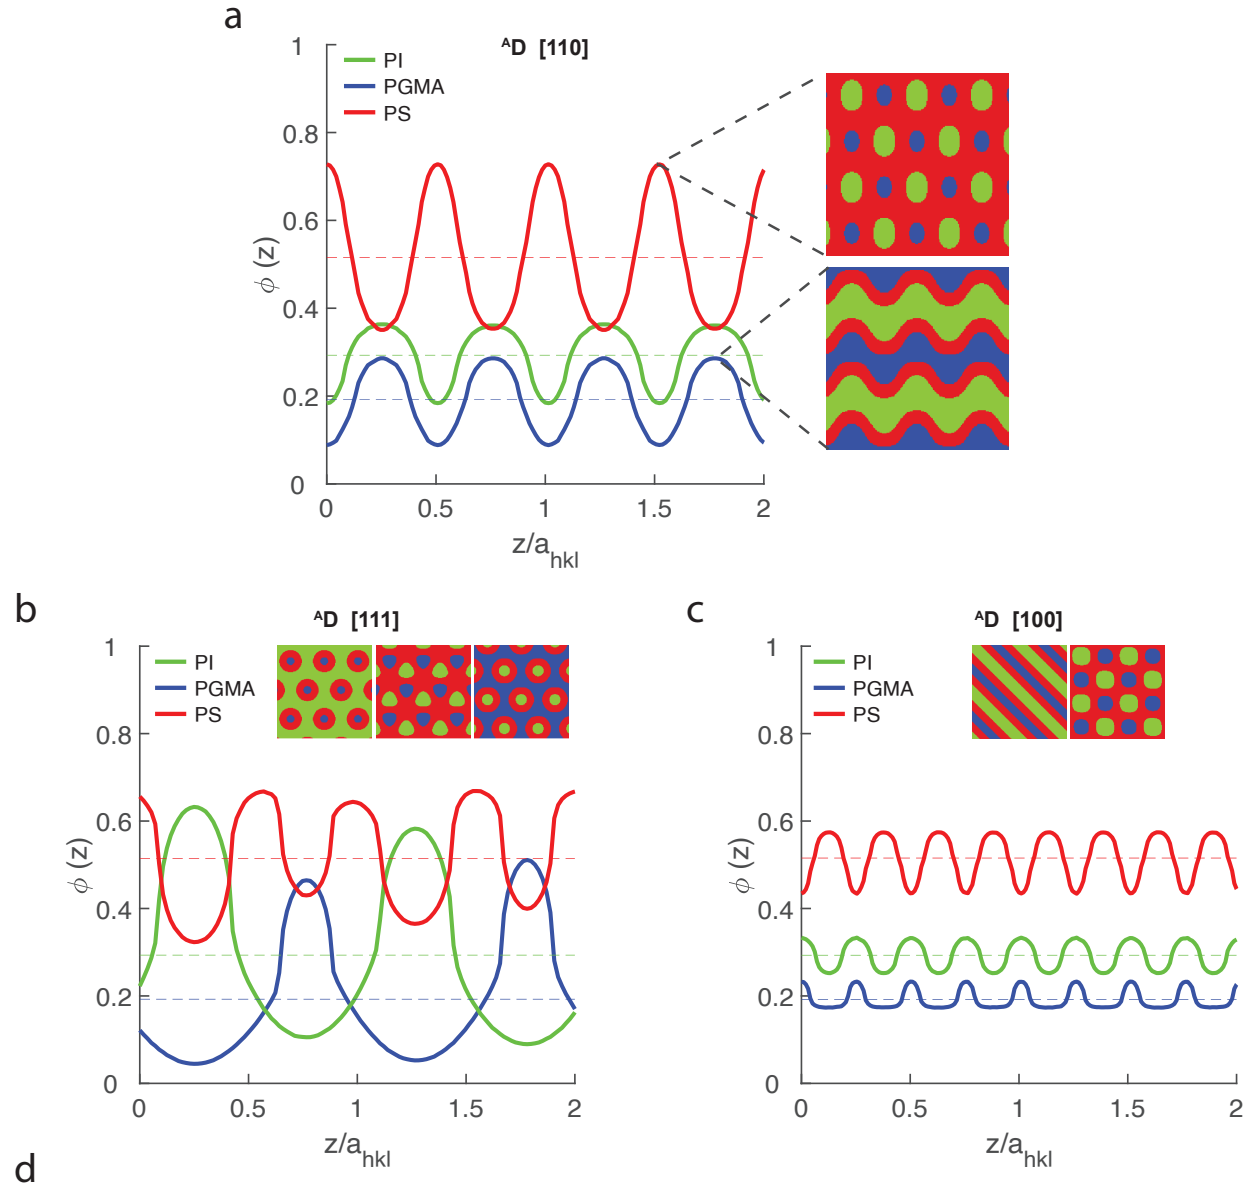 a
ᴬD [110]
PI
PGMA
PS
1
0.8
0.6
0.4
0.2
0
ϕ (z)
0 0.5 1 1.5 2
z/a_hkl
b
ᴬD [111]
PI
PGMA
PS
1
0.8
0.6
0.4
0.2
0
ϕ (z)
0 0.5 1 1.5 2
z/a_hkl
c
ᴬD [100]
PI
PGMA
PS
1
0.8
0.6
0.4
0.2
0
ϕ (z)
0 0.5 1 1.5 2
z/a_hkl
d